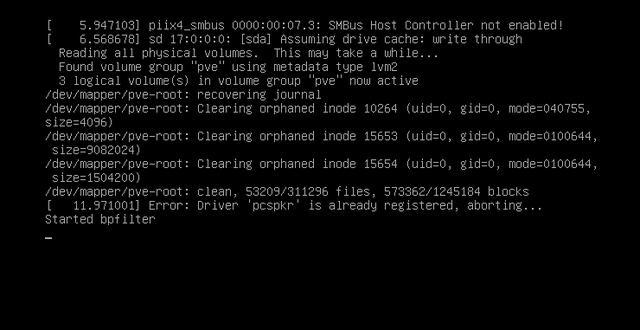 [    5.947103] piix4_smbus 0000:00:07.3: SMBus Host Controller not enabled!
[    6.568678] sd 17:0:0:0: [sda] Assuming drive cache: write through
  Reading all physical volumes.  This may take a while...
  Found volume group "pve" using metadata type lvm2
  3 logical volume(s) in volume group "pve" now active
/dev/mapper/pve-root: recovering journal
/dev/mapper/pve-root: Clearing orphaned inode 10264 (uid=0, gid=0, mode=040755,
size=4096)
/dev/mapper/pve-root: Clearing orphaned inode 15653 (uid=0, gid=0, mode=0100644,
 size=9082024)
/dev/mapper/pve-root: Clearing orphaned inode 15654 (uid=0, gid=0, mode=0100644,
 size=1504200)
/dev/mapper/pve-root: clean, 53209/311296 files, 573362/1245184 blocks
[   11.971001] Error: Driver 'pcspkr' is already registered, aborting...
Started bpfilter